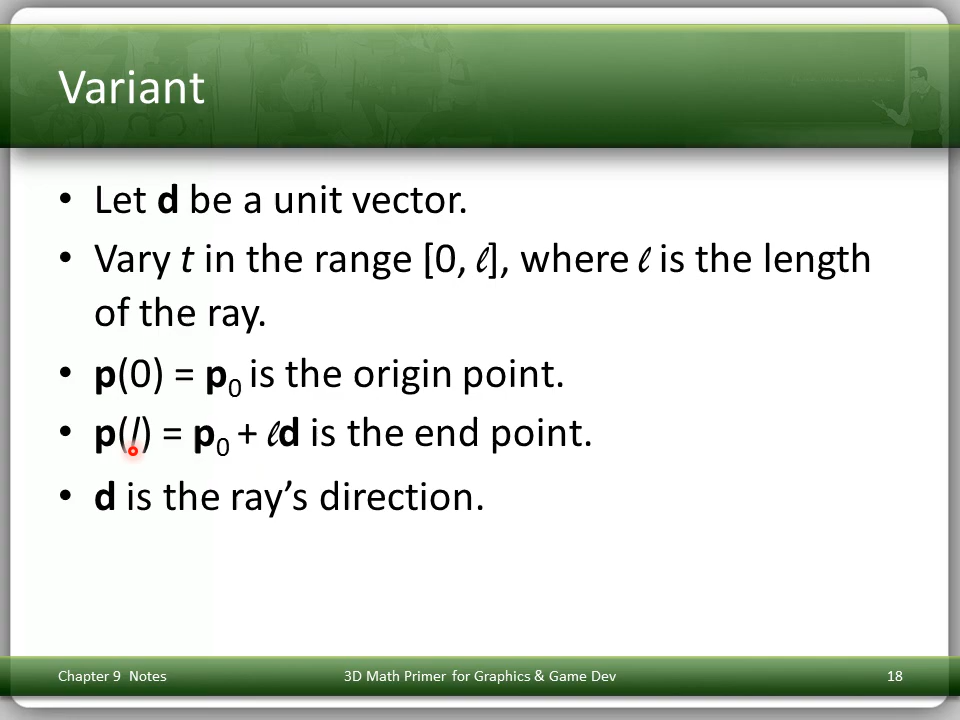 Variant
• Let d be a unit vector.
• Vary t in the range [0, ℓ], where ℓ is the length
of the ray.
• p(0) = p₀ is the origin point.
• p(l) = p₀ + ℓd is the end point.
• d is the ray’s direction.
Chapter 9 Notes 3D Math Primer for Graphics & Game Dev 18